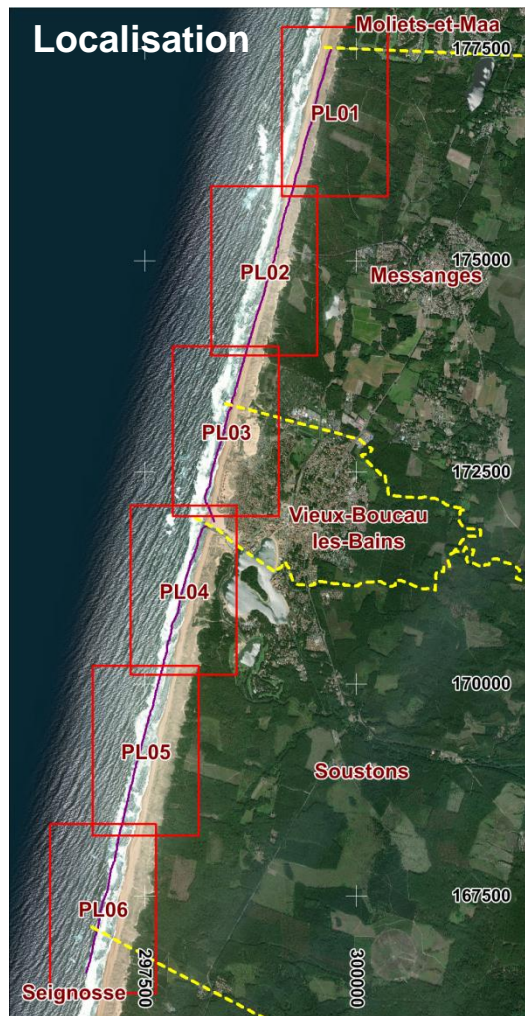 Localisation
Moliets-et-Maa
177500
PL01
PL02
175000
Messanges
PL03
172500
Vieux-Boucau
les-Bains
PL04
170000
PL05
Soustons
167500
PL06
297500
300000
Seignosse